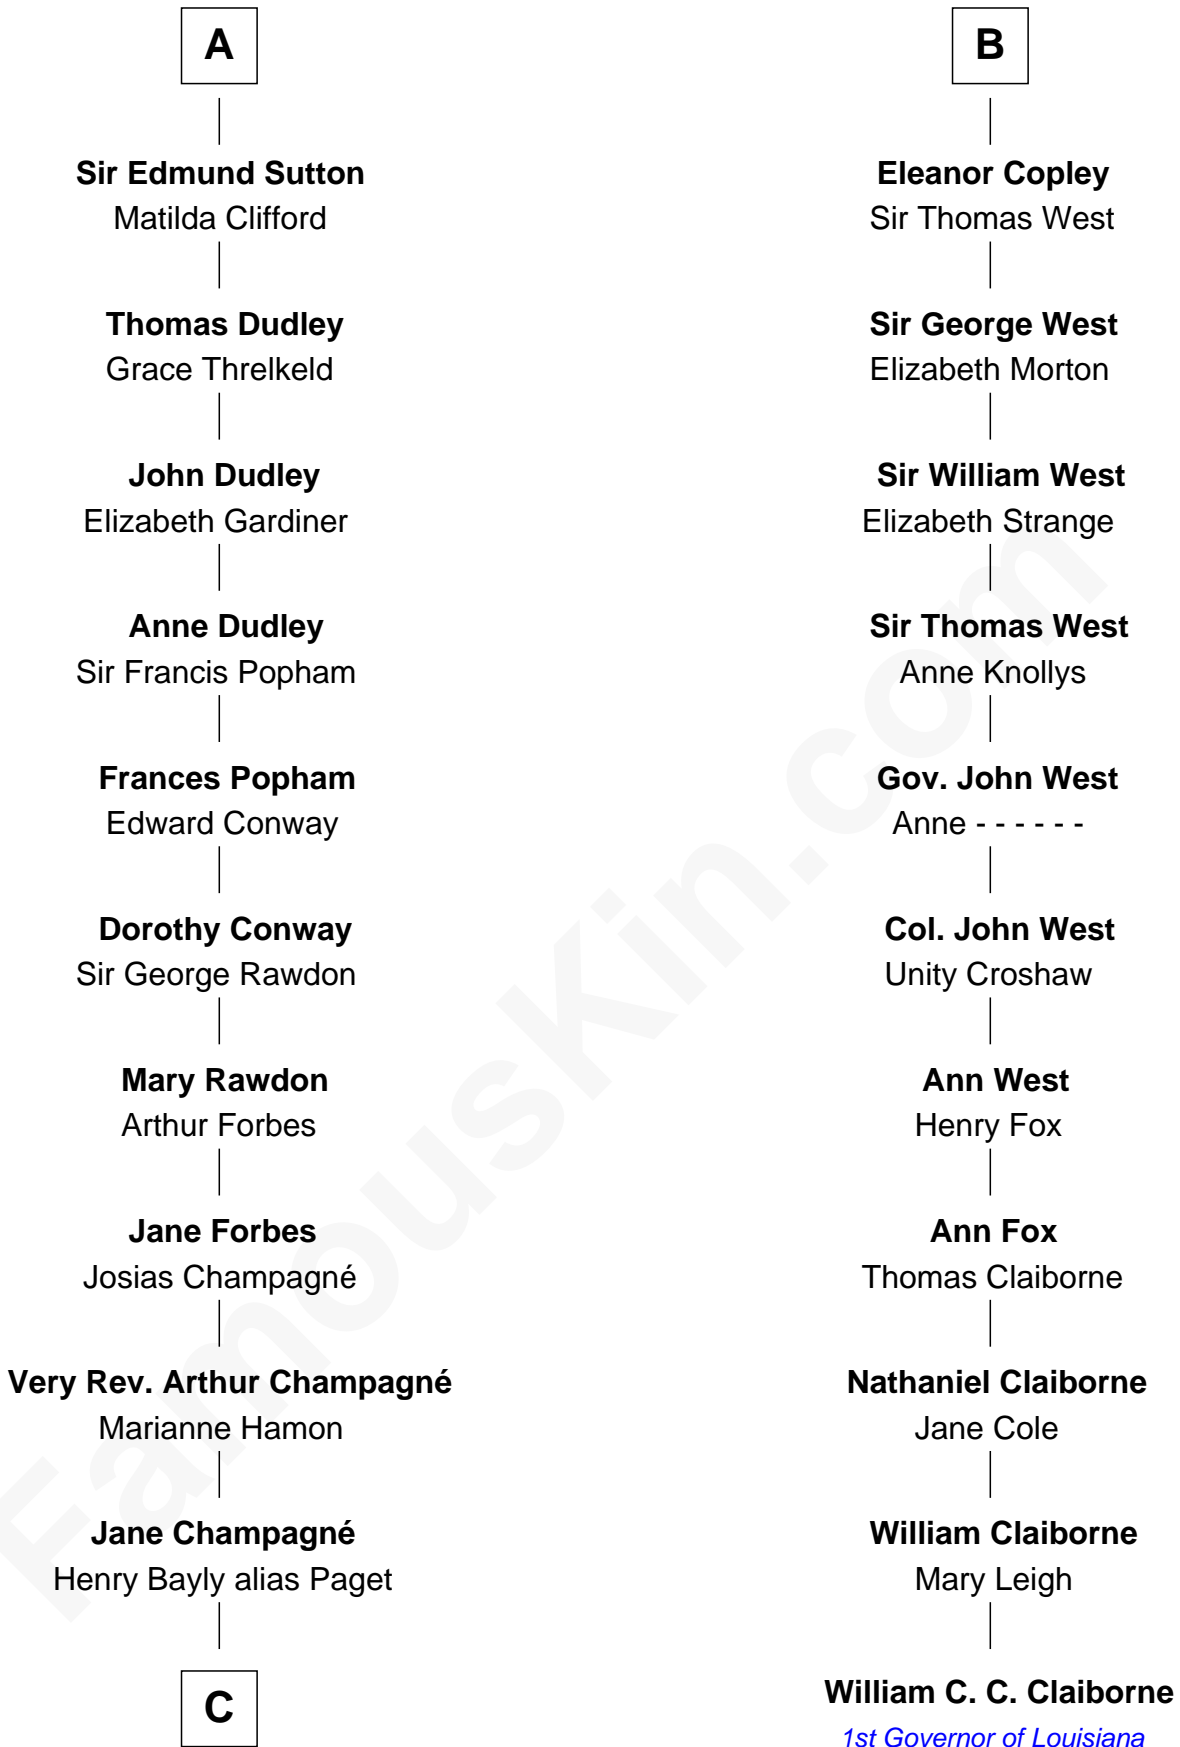 A
Sir Edmund Sutton
Matilda Clifford
Thomas Dudley
Grace Threlkeld
John Dudley
Elizabeth Gardiner
Anne Dudley
Sir Francis Popham
Frances Popham
Edward Conway
Dorothy Conway
Sir George Rawdon
Mary Rawdon
Arthur Forbes
Jane Forbes
Josias Champagné
Very Rev. Arthur Champagné
Marianne Hamon
Jane Champagné
Henry Bayly alias Paget
C
B
Eleanor Copley
Sir Thomas West
Sir George West
Elizabeth Morton
Sir William West
Elizabeth Strange
Sir Thomas West
Anne Knollys
Gov. John West
Anne - - - - - -
Col. John West
Unity Croshaw
Ann West
Henry Fox
Ann Fox
Thomas Claiborne
Nathaniel Claiborne
Jane Cole
William Claiborne
Mary Leigh
William C. C. Claiborne
1st Governor of Louisiana
FamousKin.com